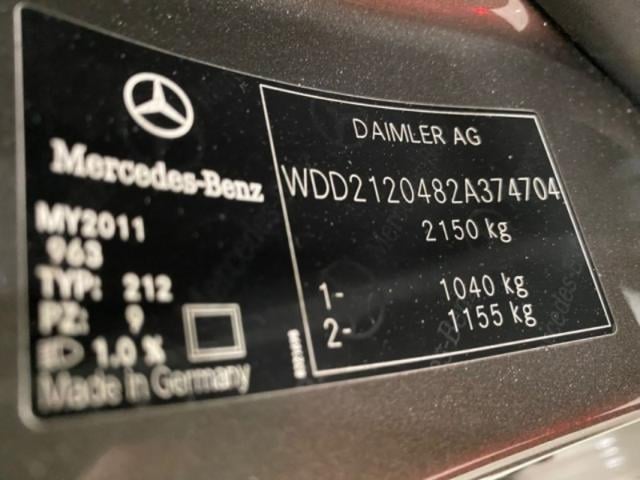 Mercedes-Benz
MY2011
963
TYP: 212
PZ: 9
1.0 %
Made in Germany
DAIMLER AG
WDD2120482A374704
2150 kg
1- 1040 kg
2- 1155 kg